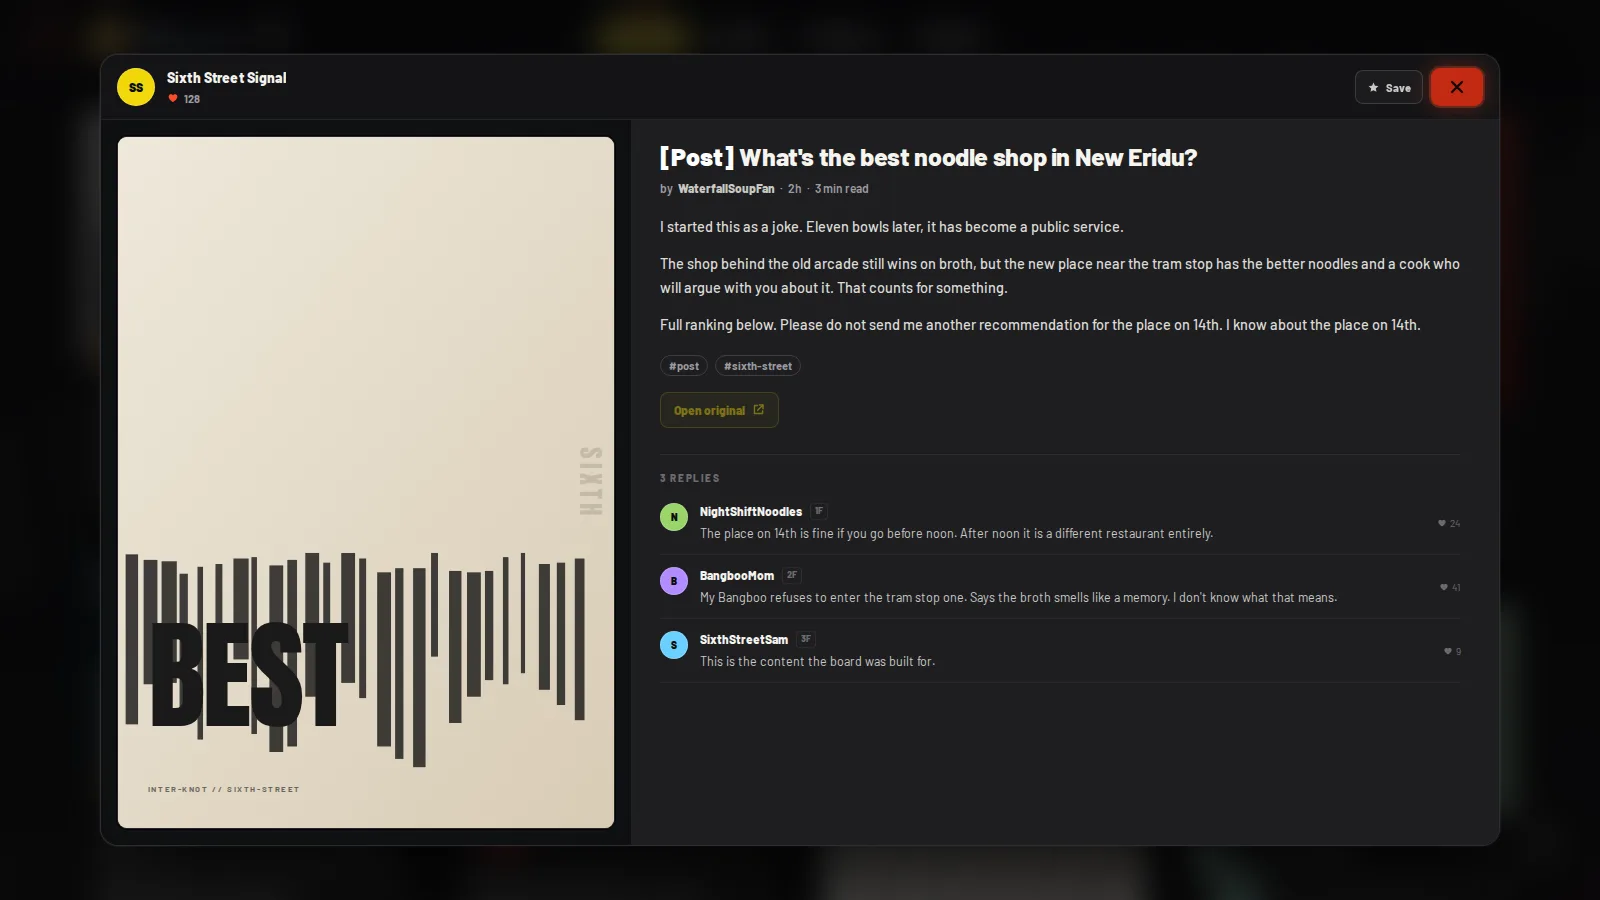 SS
Sixth Street Signal
128
Save
SIXTH
BEST
INTER-KNOT // SIXTH-STREET
[Post] What's the best noodle shop in New Eridu?
by WaterfallSoupFan · 2h · 3 min read
I started this as a joke. Eleven bowls later, it has become a public service.
The shop behind the old arcade still wins on broth, but the new place near the tram stop has the better noodles and a cook who
will argue with you about it. That counts for something.
Full ranking below. Please do not send me another recommendation for the place on 14th. I know about the place on 14th.
#post #sixth-street
Open original
3 REPLIES
N
NightShiftNoodles 1F
The place on 14th is fine if you go before noon. After noon it is a different restaurant entirely.
24
B
BangbooMom 2F
My Bangboo refuses to enter the tram stop one. Says the broth smells like a memory. I don't know what that means.
41
S
SixthStreetSam 3F
This is the content the board was built for.
9